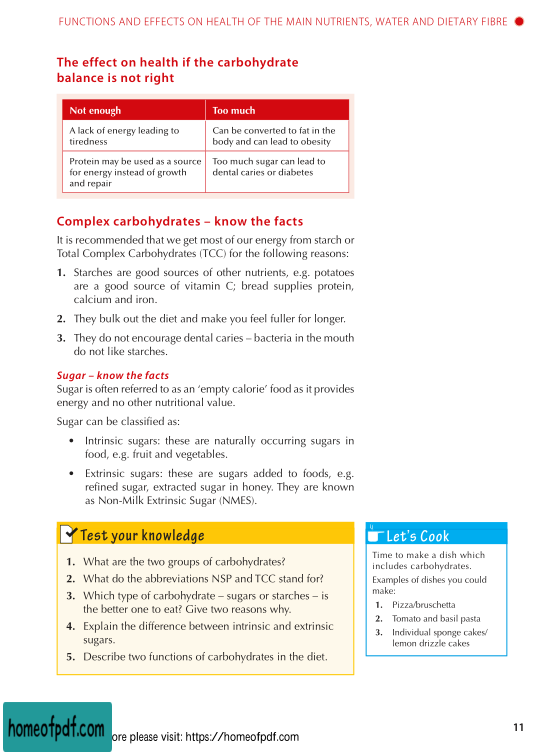 FUNCTIONS AND EFFECTS ON HEALTH OF THE MAIN NUTRIENTS, WATER AND DIETARY FIBRE
The effect on health if the carbohydrate
balance is not right
Not enough
Too much
A lack of energy leading to
tiredness
Can be converted to fat in the
body and can lead to obesity
Protein may be used as a source
for energy instead of growth
and repair
Too much sugar can lead to
dental caries or diabetes
Complex carbohydrates – know the facts
It is recommended that we get most of our energy from starch or
Total Complex Carbohydrates (TCC) for the following reasons:
1. Starches are good sources of other nutrients, e.g. potatoes
are a good source of vitamin C; bread supplies protein,
calcium and iron.
2. They bulk out the diet and make you feel fuller for longer.
3. They do not encourage dental caries – bacteria in the mouth
do not like starches.
Sugar – know the facts
Sugar is often referred to as an ‘empty calorie’ food as it provides
energy and no other nutritional value.
Sugar can be classified as:
• Intrinsic sugars: these are naturally occurring sugars in
food, e.g. fruit and vegetables.
• Extrinsic sugars: these are sugars added to foods, e.g.
refined sugar, extracted sugar in honey. They are known
as Non-Milk Extrinsic Sugar (NMES).
Test your knowledge
1. What are the two groups of carbohydrates?
2. What do the abbreviations NSP and TCC stand for?
3. Which type of carbohydrate – sugars or starches – is
the better one to eat? Give two reasons why.
4. Explain the difference between intrinsic and extrinsic
sugars.
5. Describe two functions of carbohydrates in the diet.
Let's Cook
Time to make a dish which
includes carbohydrates.
Examples of dishes you could
make:
1. Pizza/bruschetta
2. Tomato and basil pasta
3. Individual sponge cakes/
lemon drizzle cakes
11
homeofpdf.com
ore please visit: https://homeofpdf.com